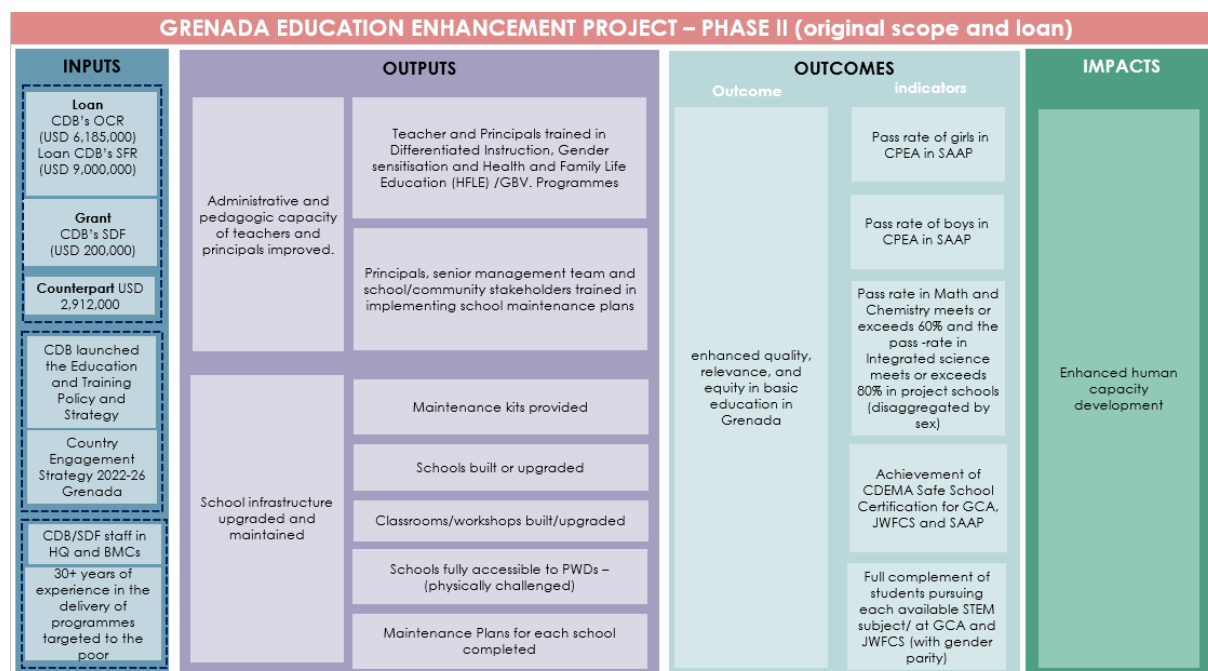 GRENADA EDUCATION ENHANCEMENT PROJECT – PHASE II (original scope and loan)
INPUTS
Loan
CDB's OCR
(USD 6,185,000)
Loan CDB's SFR
(USD 9,000,000)
Grant
CDB's SDF
(USD 200,000)
Counterpart USD
2,912,000
CDB launched
the Education
and Training
Policy and
Strategy
Country
Engagement
Strategy 2022-26
Grenada
CDB/SDF staff in
HQ and BMCs
30+ years of
experience in the
delivery of
programmes
targeted to the
poor
OUTPUTS
Administrative and
pedagogic capacity
of teachers and
principals improved.
Teacher and Principals trained in
Differentiated Instruction, Gender
sensitisation and Health and Family Life
Education (HFLE) /GBV. Programmes
Principals, senior management team and
school/community stakeholders trained in
implementing school maintenance plans
School infrastructure
upgraded and
maintained
Maintenance kits provided
Schools built or upgraded
Classrooms/workshops built/upgraded
Schools fully accessible to PWDs –
(physically challenged)
Maintenance Plans for each school
completed
OUTCOMES
Outcome
indicators
enhanced quality,
relevance, and
equity in basic
education in
Grenada
Pass rate of girls in
CPEA in SAAP
Pass rate of boys in
CPEA in SAAP
Pass rate in Math and
Chemistry meets or
exceeds 60% and the
pass -rate in
Integrated science
meets or exceeds
80% in project schools
(disaggregated by
sex)
Achievement of
CDEMA Safe School
Certification for GCA,
JWFCS and SAAP
Full complement of
students pursuing
each available STEM
subject/ at GCA and
JWFCS (with gender
parity)
IMPACTS
Enhanced human
capacity
development